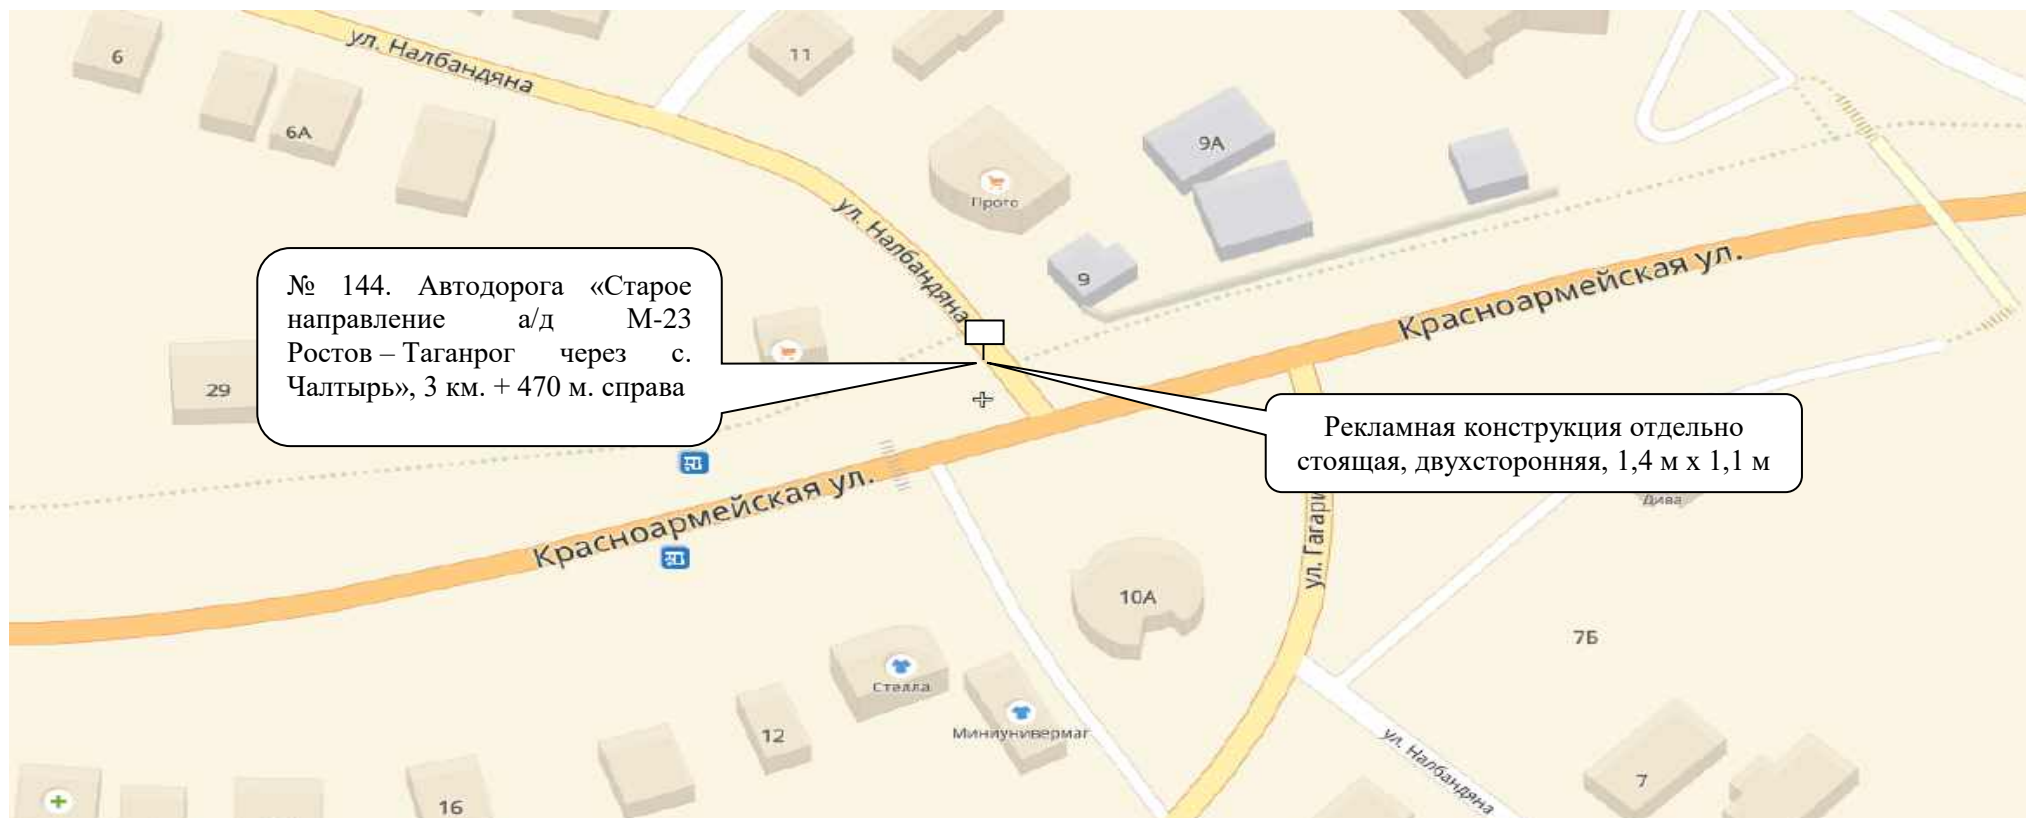 ул. Налбандяна
6
11
6А
9А
Прото
ул. Налбандяна
№ 144. Автодорога «Старое
направление а/д М-23
Ростов – Таганрог через с.
Чалтырь», 3 км. + 470 м. справа
9
Красноармейская ул.
29
Рекламная конструкция отдельно
стоящая, двухсторонняя, 1,4 м х 1,1 м
Дива
Красноармейская ул.
ул. Гагари
10А
7Б
Стелла
Миниунивермаг
12
ул. Налбандяна
7
16